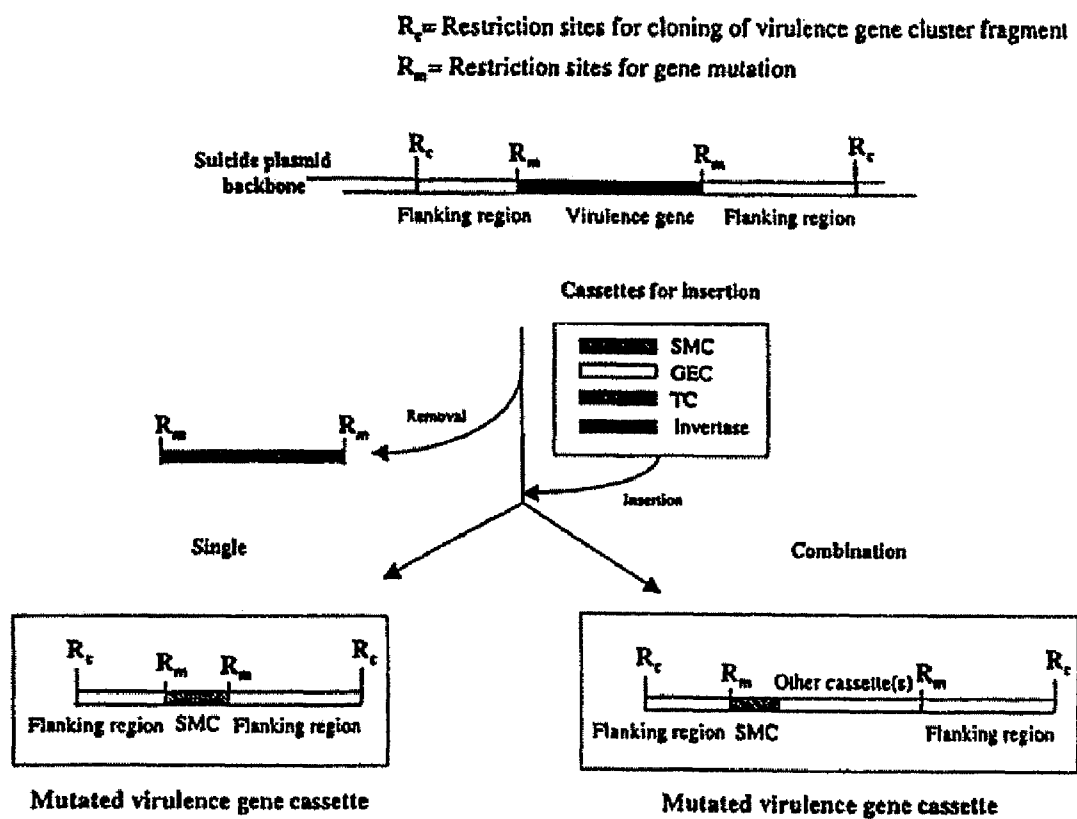 Rc= Restriction sites for cloning of virulence gene cluster fragment
Rm= Restriction sites for gene mutation
Rc Rm Rm Rc
Suicide plasmid
backbone
Flanking region Virulence gene Flanking region
Cassettes for insertion
SMC
GEC
TC
Invertase
Removal
Rm Rm
Insertion
Single
Combination
Rc Rm Rm Rc
Flanking region SMC Flanking region
Mutated virulence gene cassette
Rc Rm Other cassette(s) Rm Rc
Flanking region SMC Flanking region
Mutated virulence gene cassette